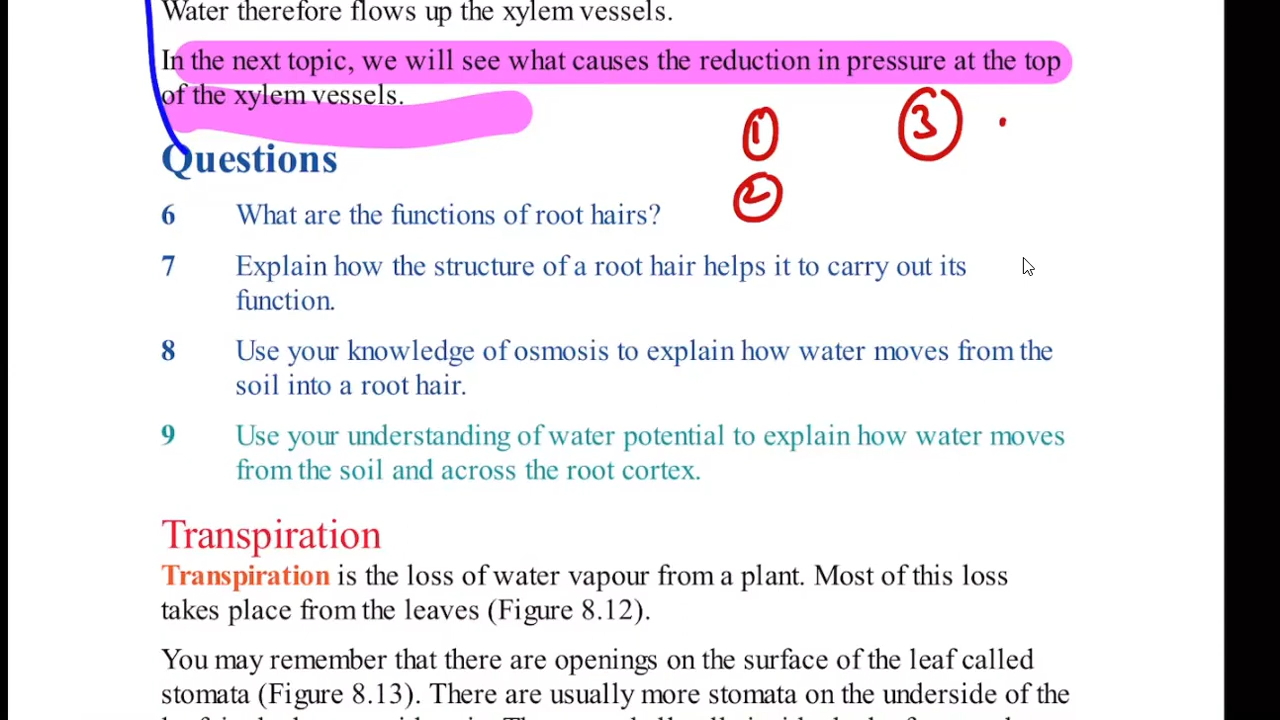 Water therefore flows up the xylem vessels.
In the next topic, we will see what causes the reduction in pressure at the top
of the xylem vessels.
1
3
2
Questions
6 What are the functions of root hairs?
7 Explain how the structure of a root hair helps it to carry out its
function.
8 Use your knowledge of osmosis to explain how water moves from the
soil into a root hair.
9 Use your understanding of water potential to explain how water moves
from the soil and across the root cortex.
Transpiration
Transpiration is the loss of water vapour from a plant. Most of this loss
takes place from the leaves (Figure 8.12).
You may remember that there are openings on the surface of the leaf called
stomata (Figure 8.13). There are usually more stomata on the underside of the